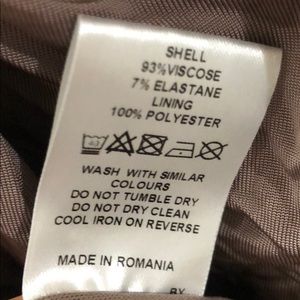 SHELL
93%VISCOSE
7% ELASTANE
LINING
100% POLYESTER
WASH WITH SIMILAR
COLOURS
DO NOT TUMBLE DRY
DO NOT DRY CLEAN
COOL IRON ON REVERSE
MADE IN ROMANIA
BY